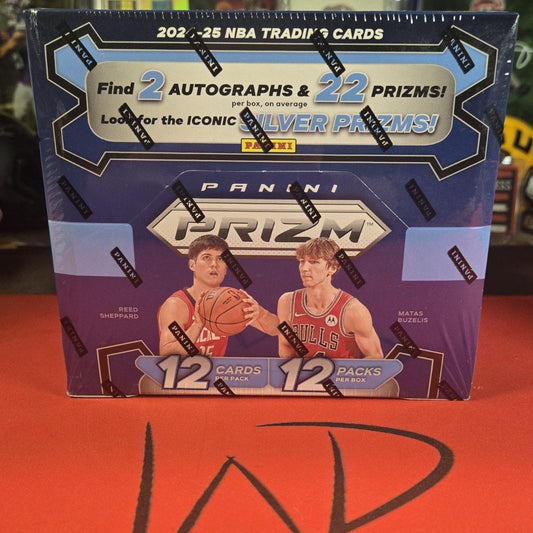 2024-25 NBA TRADING CARDS
Find 2 AUTOGRAPHS & 22 PRIZMS!
per box, on average
Look for the ICONIC SILVER PRIZMS!
PANINI
PANINI
PRIZM
REED
SHEPPARD
MATAS
BUZELIS
BULLS
12 CARDS
PER PACK
12 PACKS
PER BOX